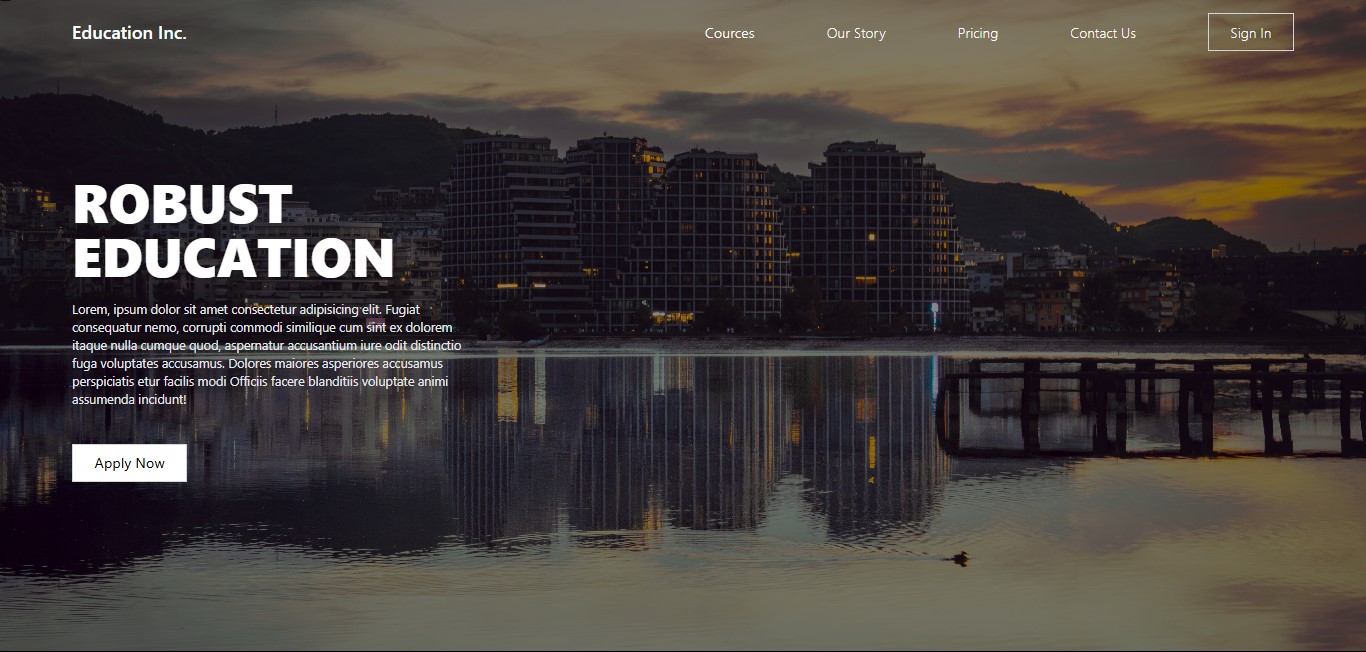 Education Inc.
Cources
Our Story
Pricing
Contact Us
Sign In
ROBUST
EDUCATION
Lorem, ipsum dolor sit amet consectetur adipisicing elit. Fugiat
consequatur nemo, corrupti commodi similique cum sint ex dolorem
itaque nulla cumque quod, aspernatur accusantium iure odit distinctio
fuga voluptates accusamus. Dolores maiores asperiores accusamus
perspiciatis etur facilis modi Officiis facere blanditiis voluptate animi
assumenda incidunt!
Apply Now